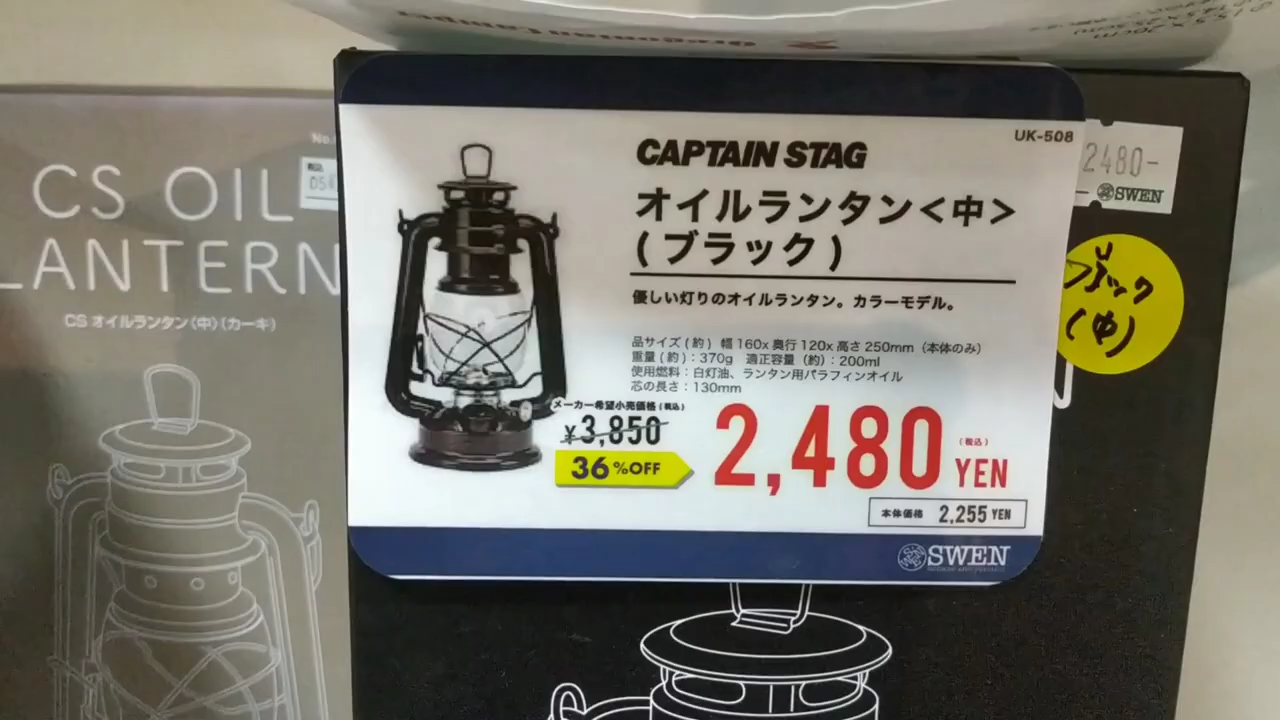 CS OIL
LANTERN
CS オイルランタン〈中〉(カーキ)
No.
UK-508
CAPTAIN STAG
オイルランタン<中>
(ブラック)
優しい灯りのオイルランタン。カラーモデル。
品サイズ(約) 幅160x奥行120x高さ250mm(本体のみ)
重量(約):370g 適正容量(約):200ml
使用燃料:白灯油、ランタン用パラフィンオイル
芯の長さ:130mm
メーカー希望小売価格(税込)
¥3,850
36%OFF
2,480 (税込) YEN
本体価格 2,255 YEN
SWEN
2480-
SWEN
ブラック
(中)